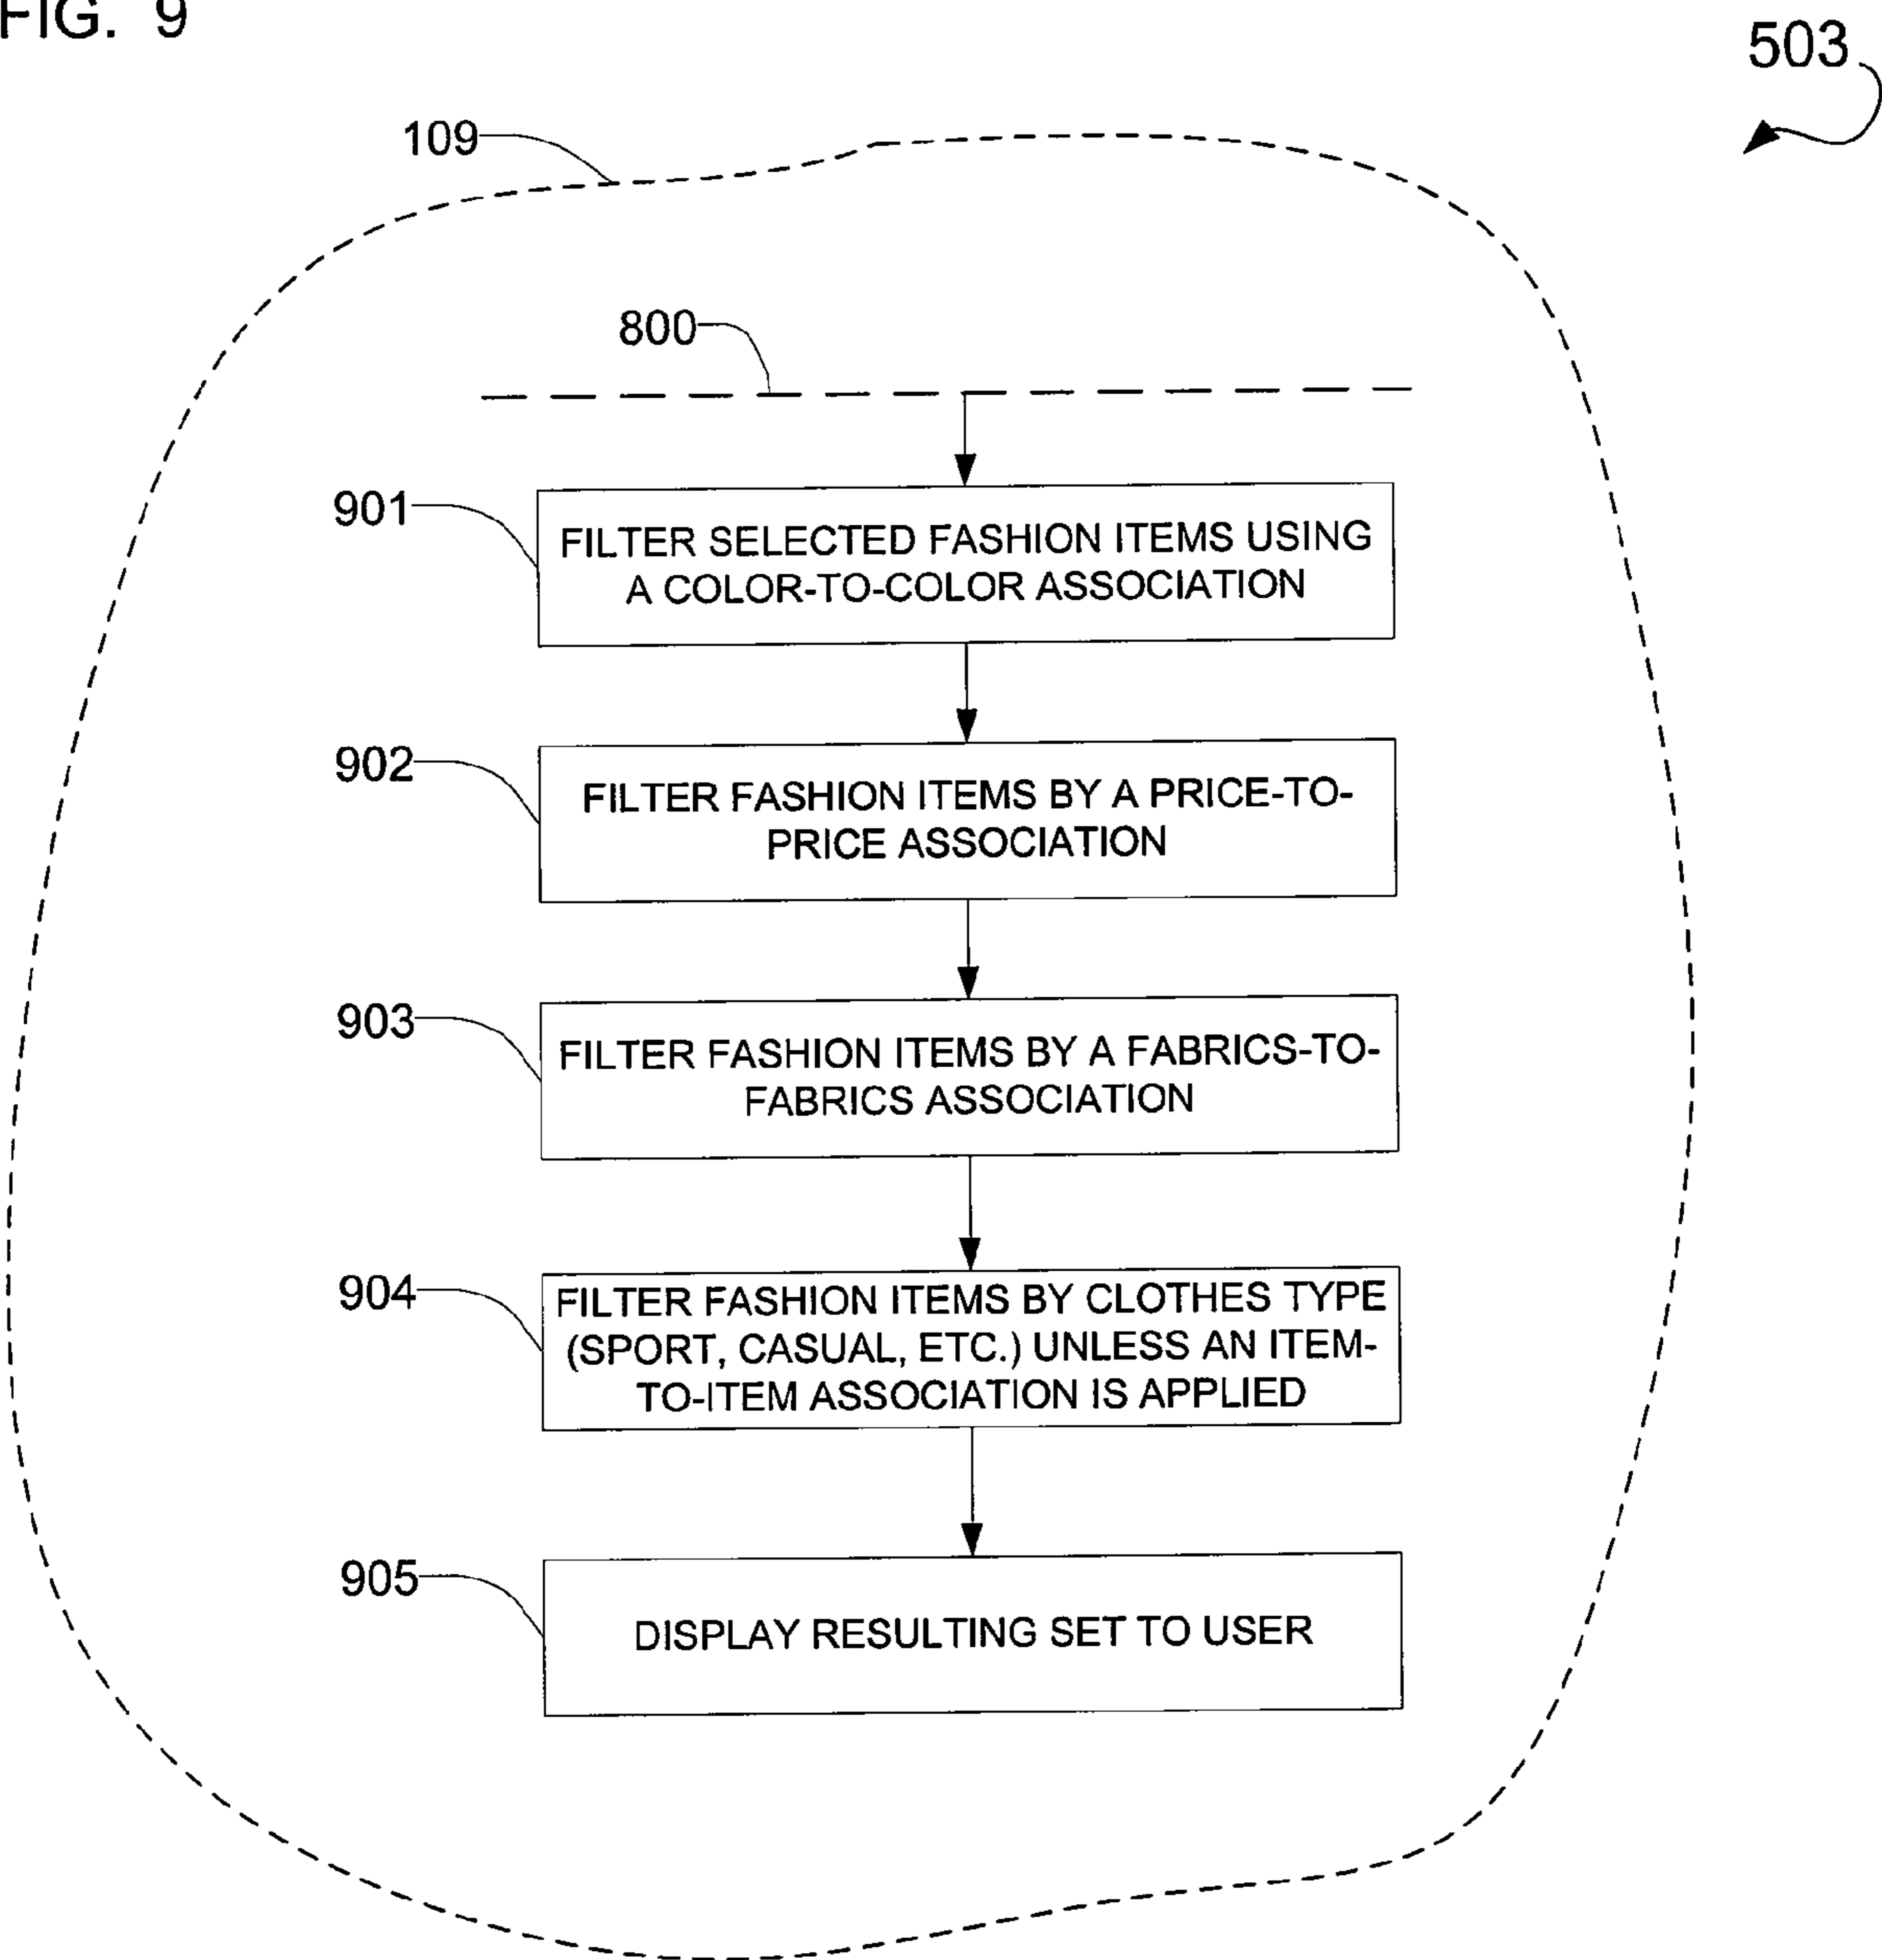 FIG. 9
503
109
800
901
FILTER SELECTED FASHION ITEMS USING
A COLOR-TO-COLOR ASSOCIATION
902
FILTER FASHION ITEMS BY A PRICE-TO-
PRICE ASSOCIATION
903
FILTER FASHION ITEMS BY A FABRICS-TO-
FABRICS ASSOCIATION
904
FILTER FASHION ITEMS BY CLOTHES TYPE
(SPORT, CASUAL, ETC.) UNLESS AN ITEM-
TO-ITEM ASSOCIATION IS APPLIED
905
DISPLAY RESULTING SET TO USER